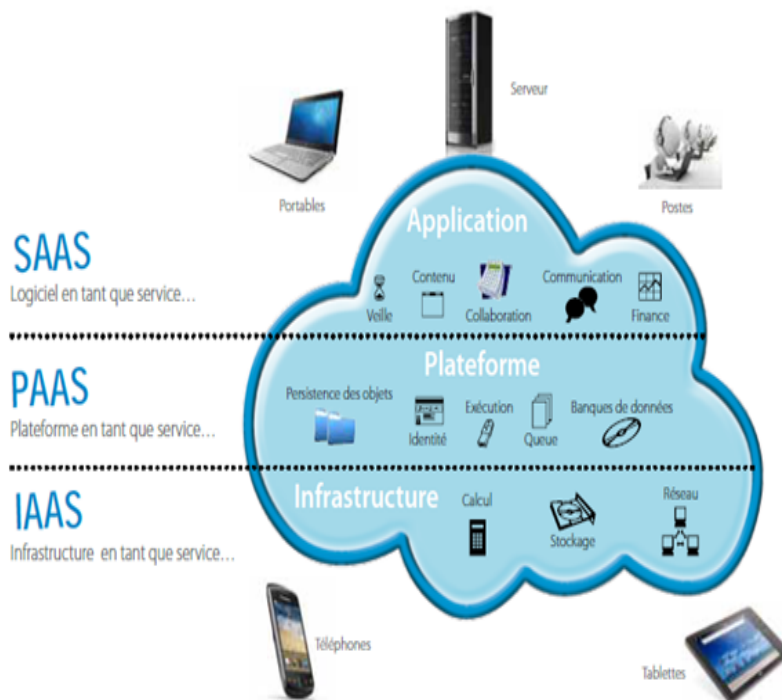 Serveur
Portables
Postes
Application
SAAS
Logiciel en tant que service...
Veille
Contenu
Collaboration
Communication
Finance
Plateforme
PAAS
Plateforme en tant que service...
Persistence des objets
Identité
Exécution
Queue
Banques de données
Infrastructure
IAAS
Infrastructure en tant que service...
Calcul
Stockage
Réseau
Téléphones
Tablettes